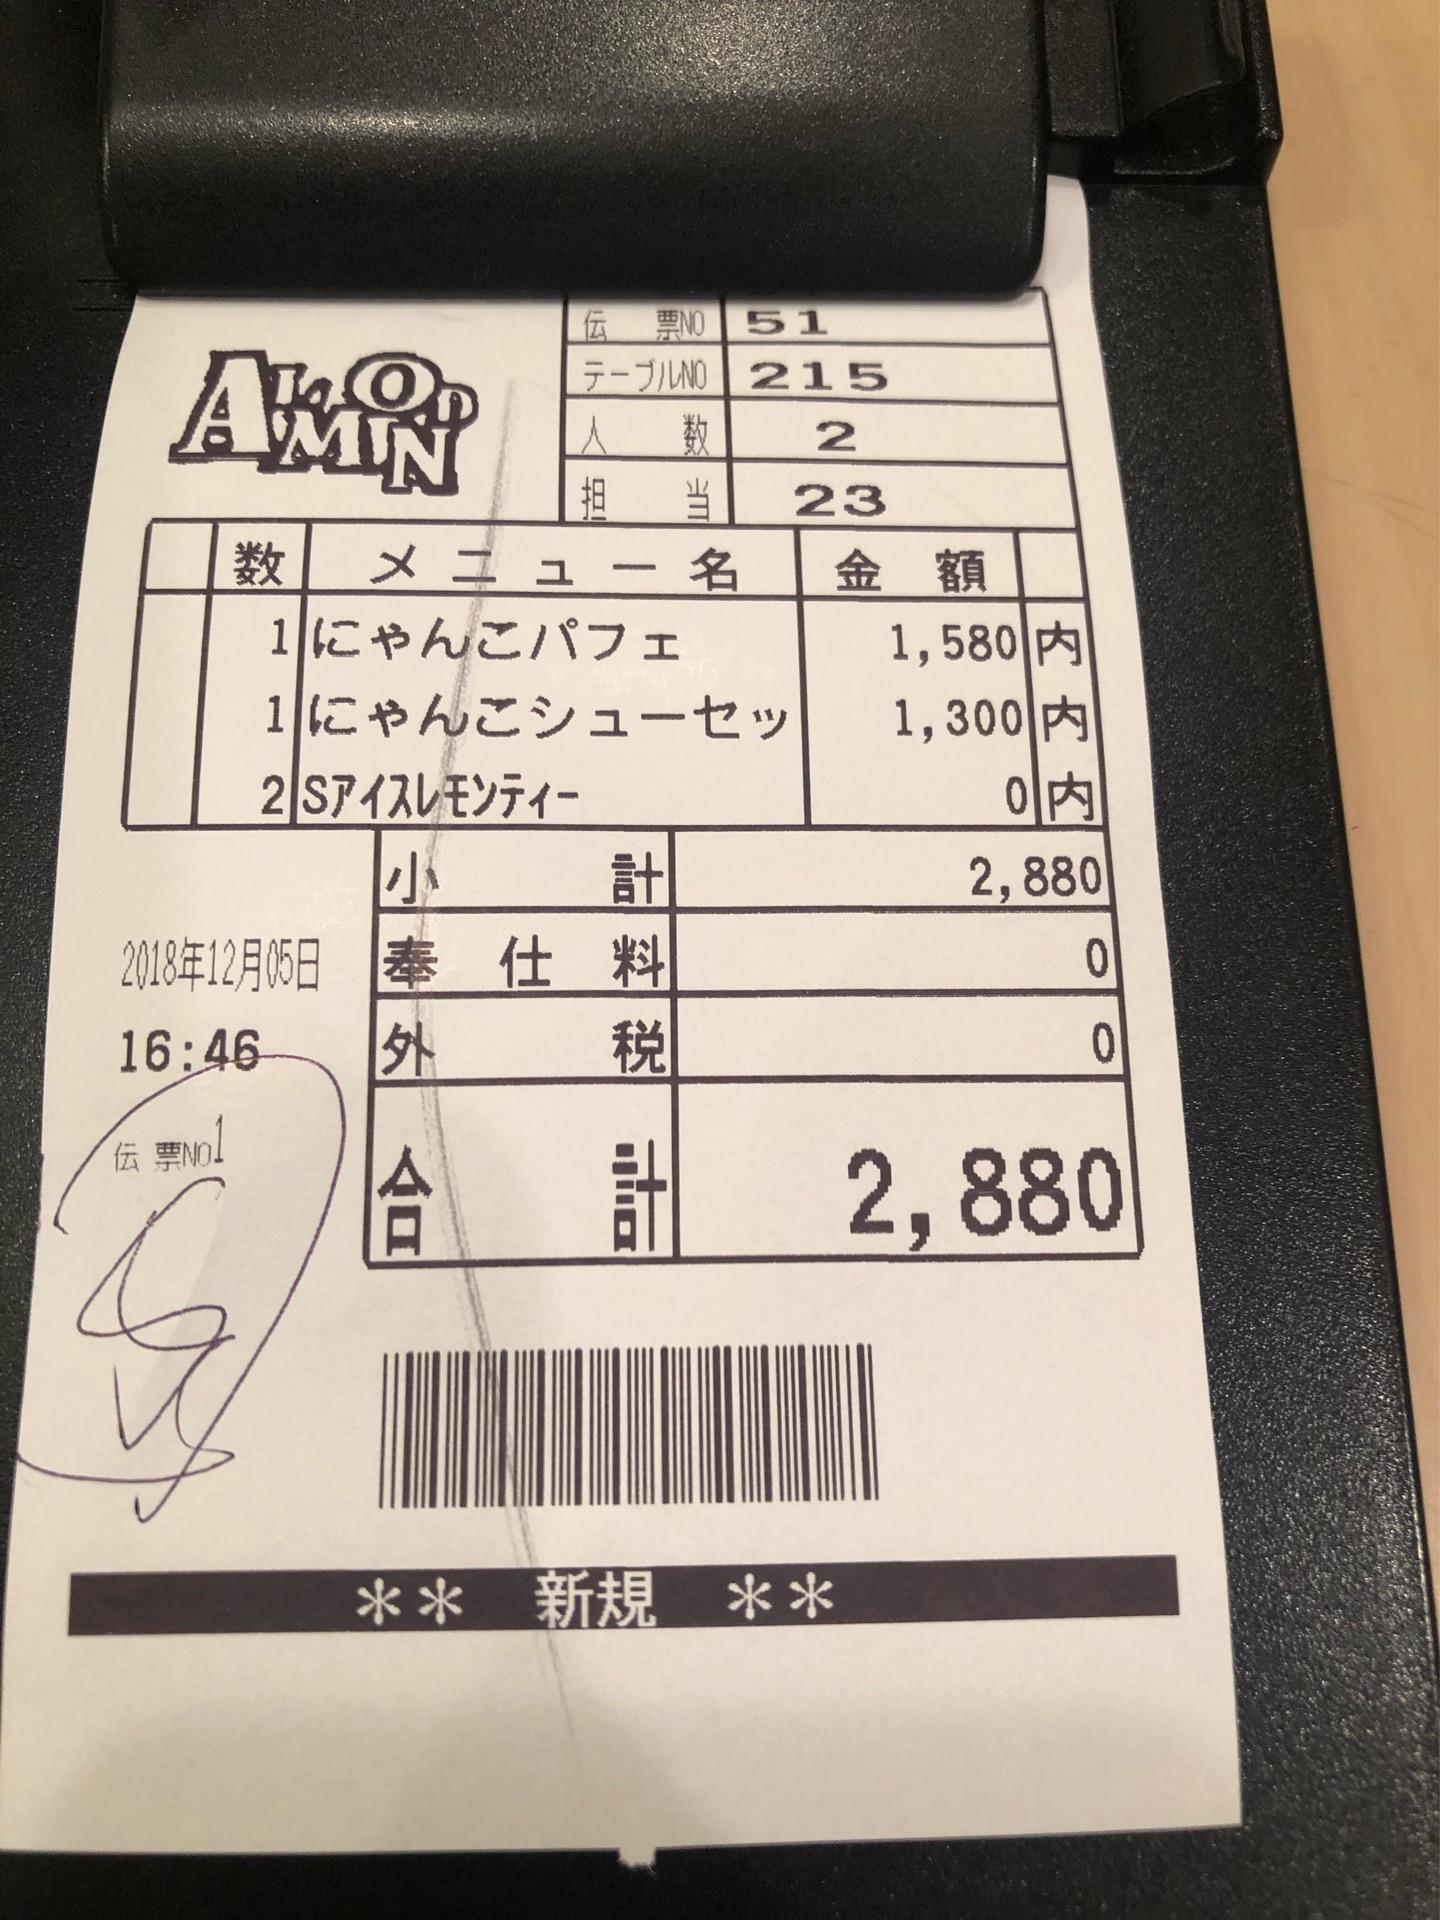 伝票NO 51
テーブルNO 215
人数 2
担当 23
数 メニュー名 金額
1 にゃんこパフェ 1,580 内
1 にゃんこシューセッ 1,300 内
2 Sアイスレモンティー 0 内
小計 2,880
奉仕料 0
外税 0
合計 2,880
2018年12月05日
16:46
伝票NO1
** 新規 **